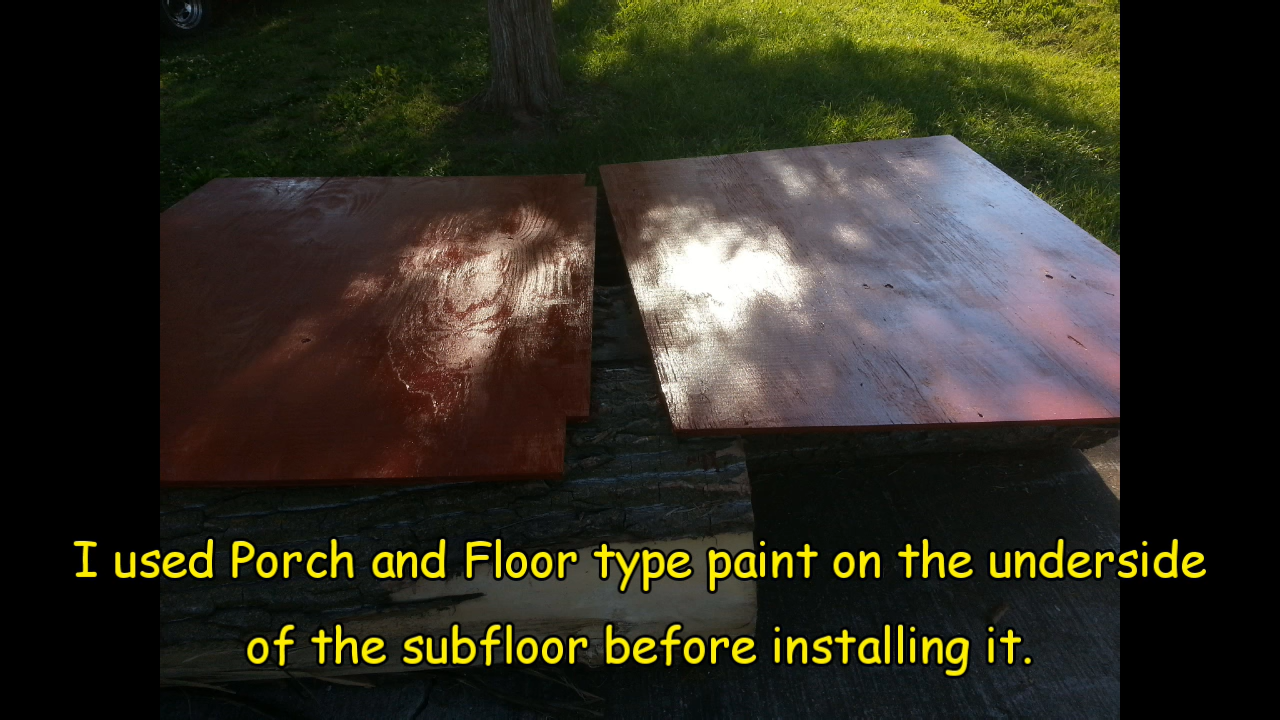 I used Porch and Floor type paint on the underside
of the subfloor before installing it.